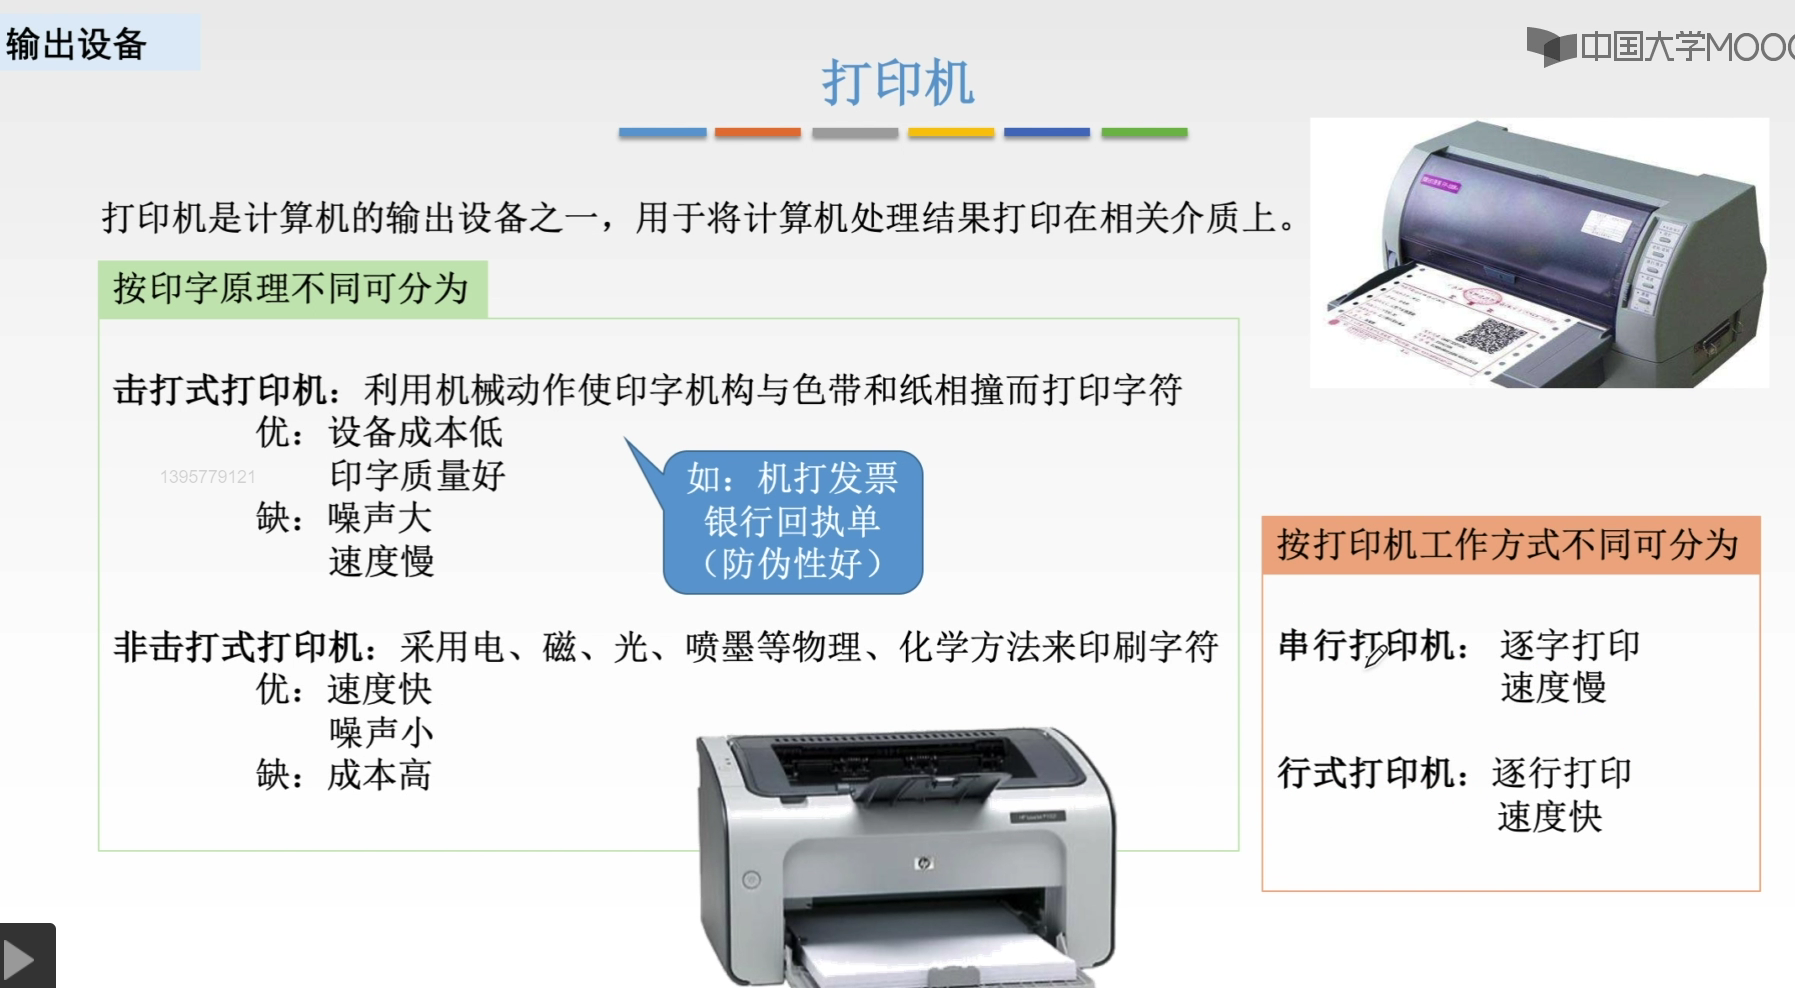 输出设备
中国大学MOOC
打印机
打印机是计算机的输出设备之一，用于将计算机处理结果打印在相关介质上。
按印字原理不同可分为
击打式打印机：利用机械动作使印字机构与色带和纸相撞而打印字符
优：设备成本低
印字质量好
缺：噪声大
速度慢
1395779121
如：机打发票
银行回执单
（防伪性好）
非击打式打印机：采用电、磁、光、喷墨等物理、化学方法来印刷字符
优：速度快
噪声小
缺：成本高
按打印机工作方式不同可分为
串行打印机：逐字打印
速度慢
行式打印机：逐行打印
速度快
hp